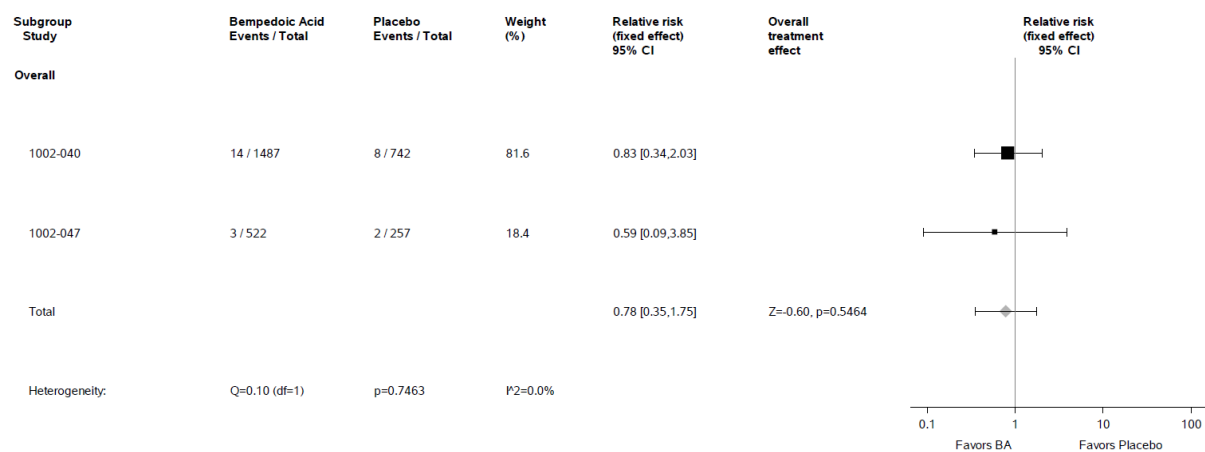 Subgroup Bempedoic Acid Placebo Weight Relative risk Overall Relative risk
Study Events / Total Events / Total (%) (fixed effect) treatment (fixed effect)
95% CI effect 95% CI
Overall
1002-040 14 / 1487 8 / 742 81.6 0.83 [0.34,2.03]
1002-047 3 / 522 2 / 257 18.4 0.59 [0.09,3.85]
Total 0.78 [0.35,1.75] Z=-0.60, p=0.5464
Heterogeneity: Q=0.10 (df=1) p=0.7463 I^2=0.0%
0.1 1 10 100
Favors BA Favors Placebo